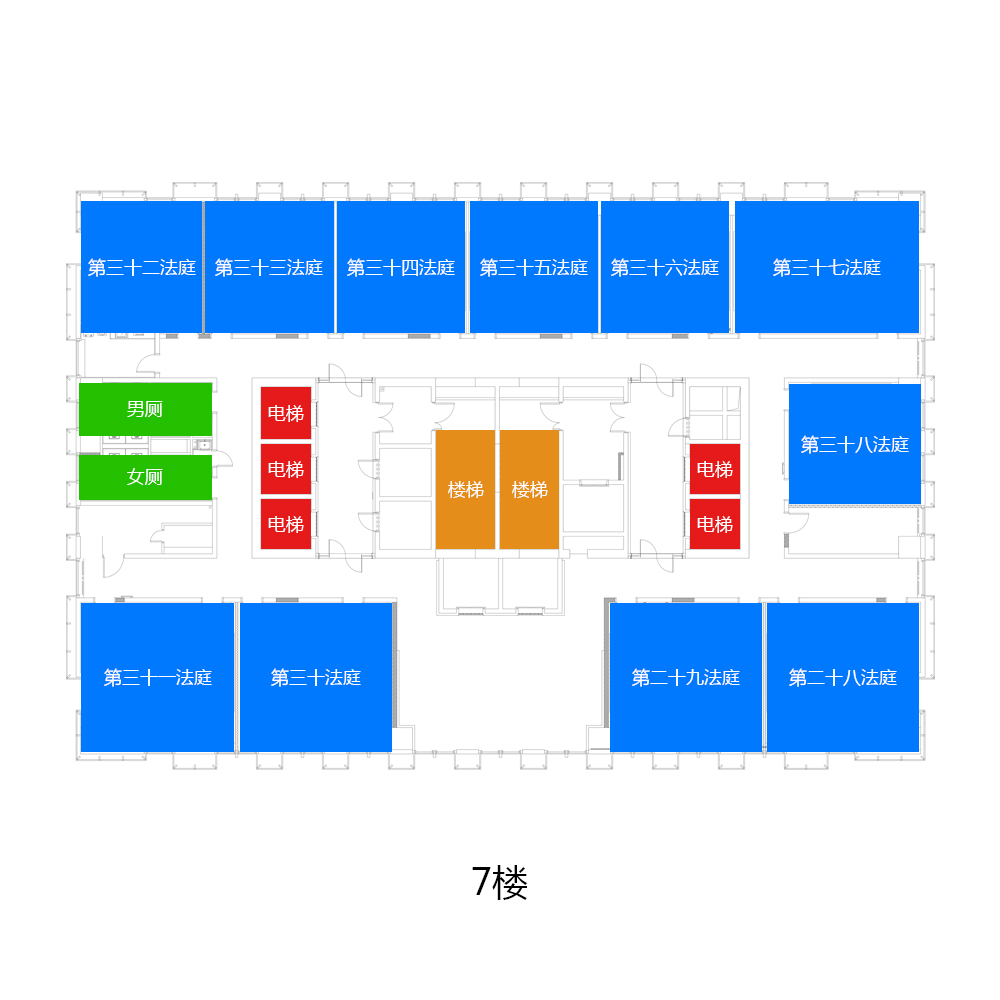 第三十二法庭
第三十三法庭
第三十四法庭
第三十五法庭
第三十六法庭
第三十七法庭
男厕
电梯
第三十八法庭
女厕
电梯
楼梯
楼梯
电梯
电梯
电梯
第三十一法庭
第三十法庭
第二十九法庭
第二十八法庭
7楼